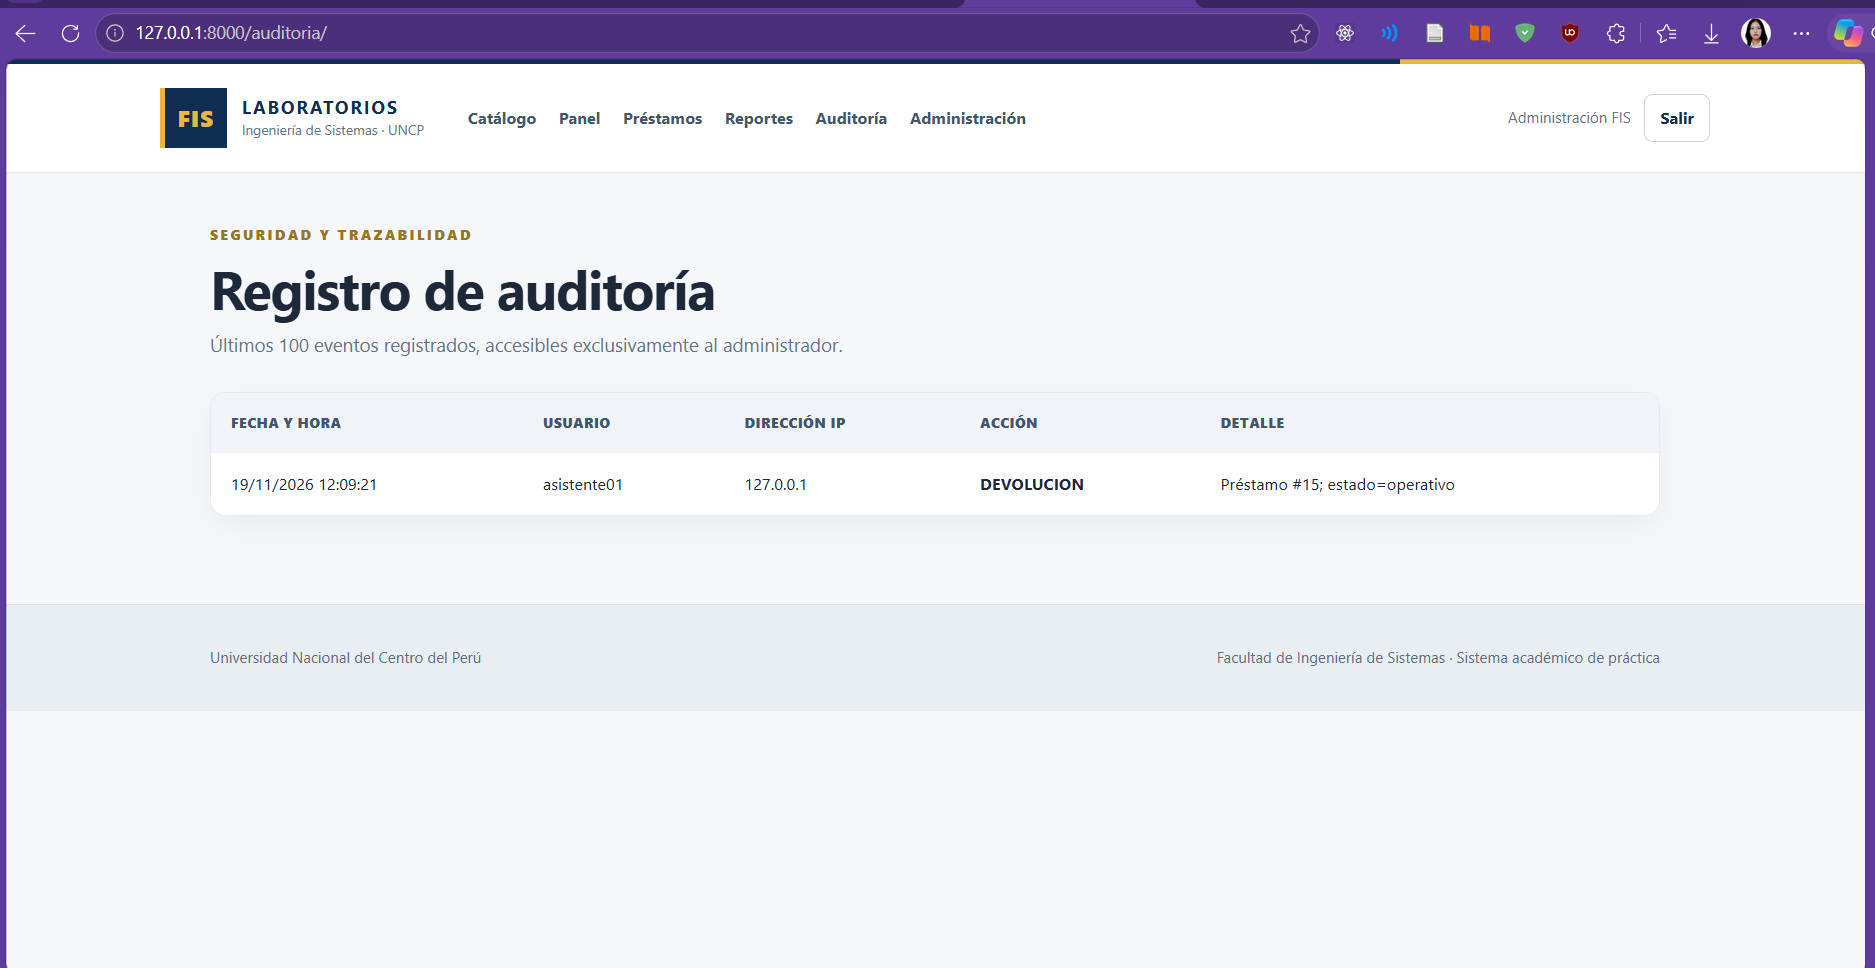 127.0.0.1:8000/auditoria/
FIS
LABORATORIOS
Ingeniería de Sistemas · UNCP
Catálogo
Panel
Préstamos
Reportes
Auditoría
Administración
Administración FIS
Salir
SEGURIDAD Y TRAZABILIDAD
Registro de auditoría
Últimos 100 eventos registrados, accesibles exclusivamente al administrador.
FECHA Y HORA USUARIO DIRECCIÓN IP ACCIÓN DETALLE
19/11/2026 12:09:21 asistente01 127.0.0.1 DEVOLUCION Préstamo #15; estado=operativo
Universidad Nacional del Centro del Perú
Facultad de Ingeniería de Sistemas · Sistema académico de práctica